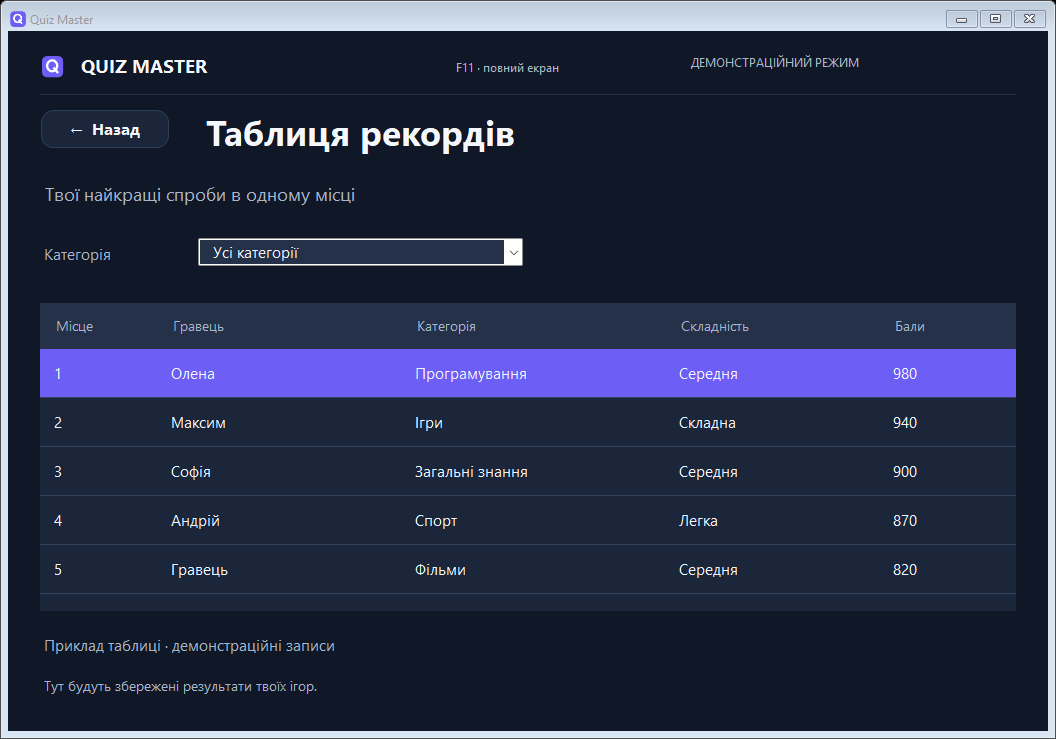 Quiz Master
QUIZ MASTER
F11 · повний екран
ДЕМОНСТРАЦІЙНИЙ РЕЖИМ
← Назад
Таблиця рекордів
Твої найкращі спроби в одному місці
Категорія
Усі категорії
Місце Гравець Категорія Складність Бали
1 Олена Програмування Середня 980
2 Максим Ігри Складна 940
3 Софія Загальні знання Середня 900
4 Андрій Спорт Легка 870
5 Гравець Фільми Середня 820
Приклад таблиці · демонстраційні записи
Тут будуть збережені результати твоїх ігор.